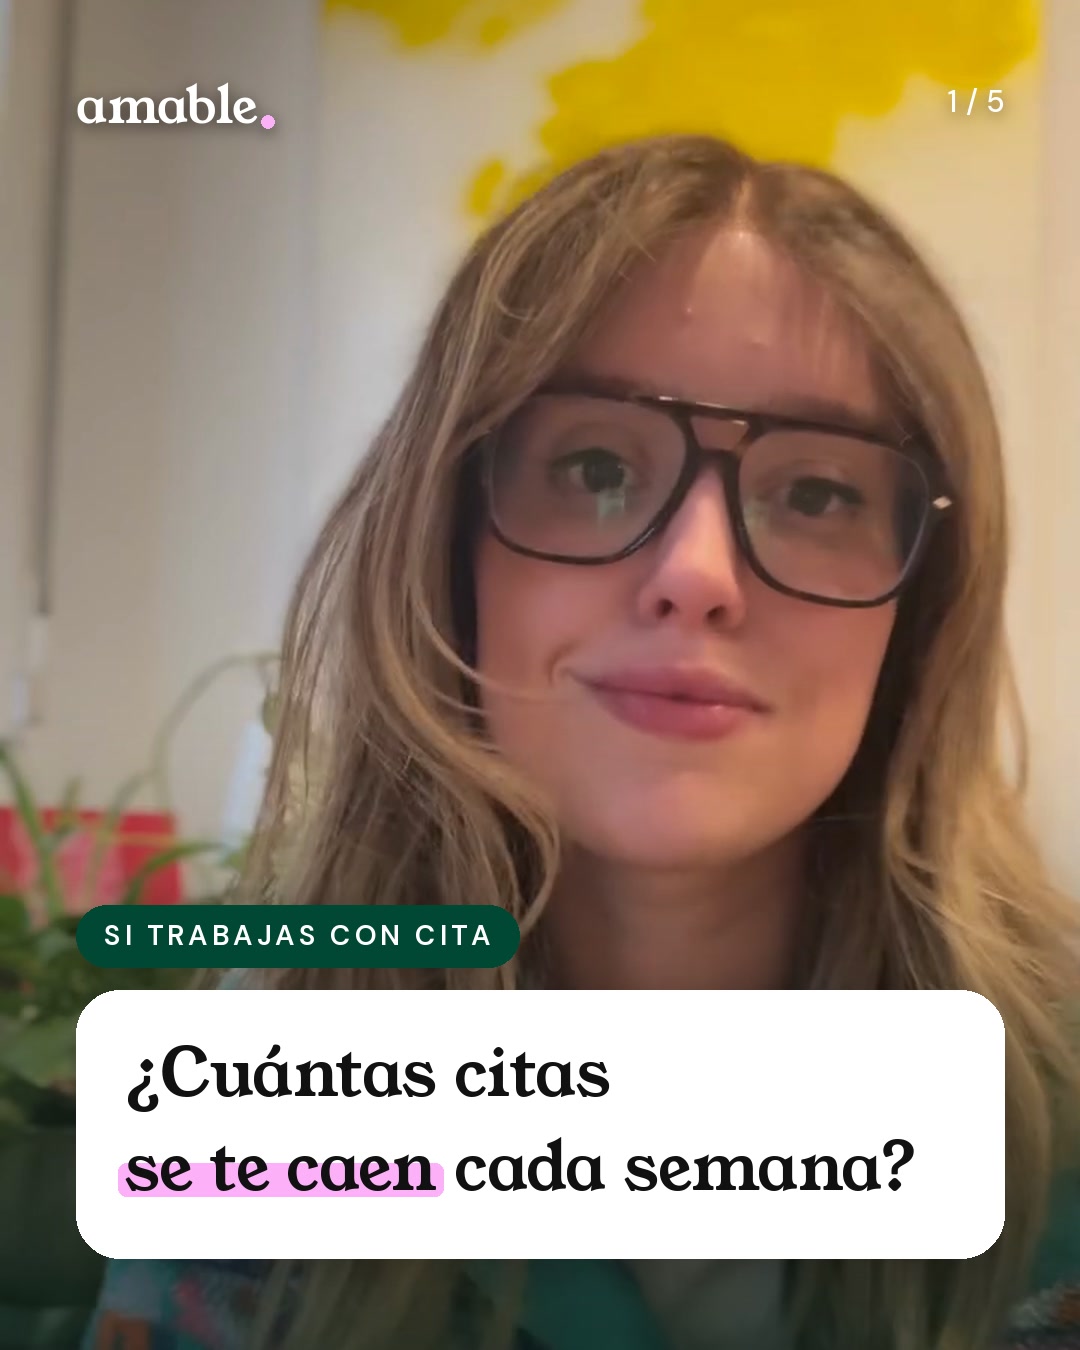 amable.
1 / 5
SI TRABAJAS CON CITA
¿Cuántas citas
se te caen cada semana?